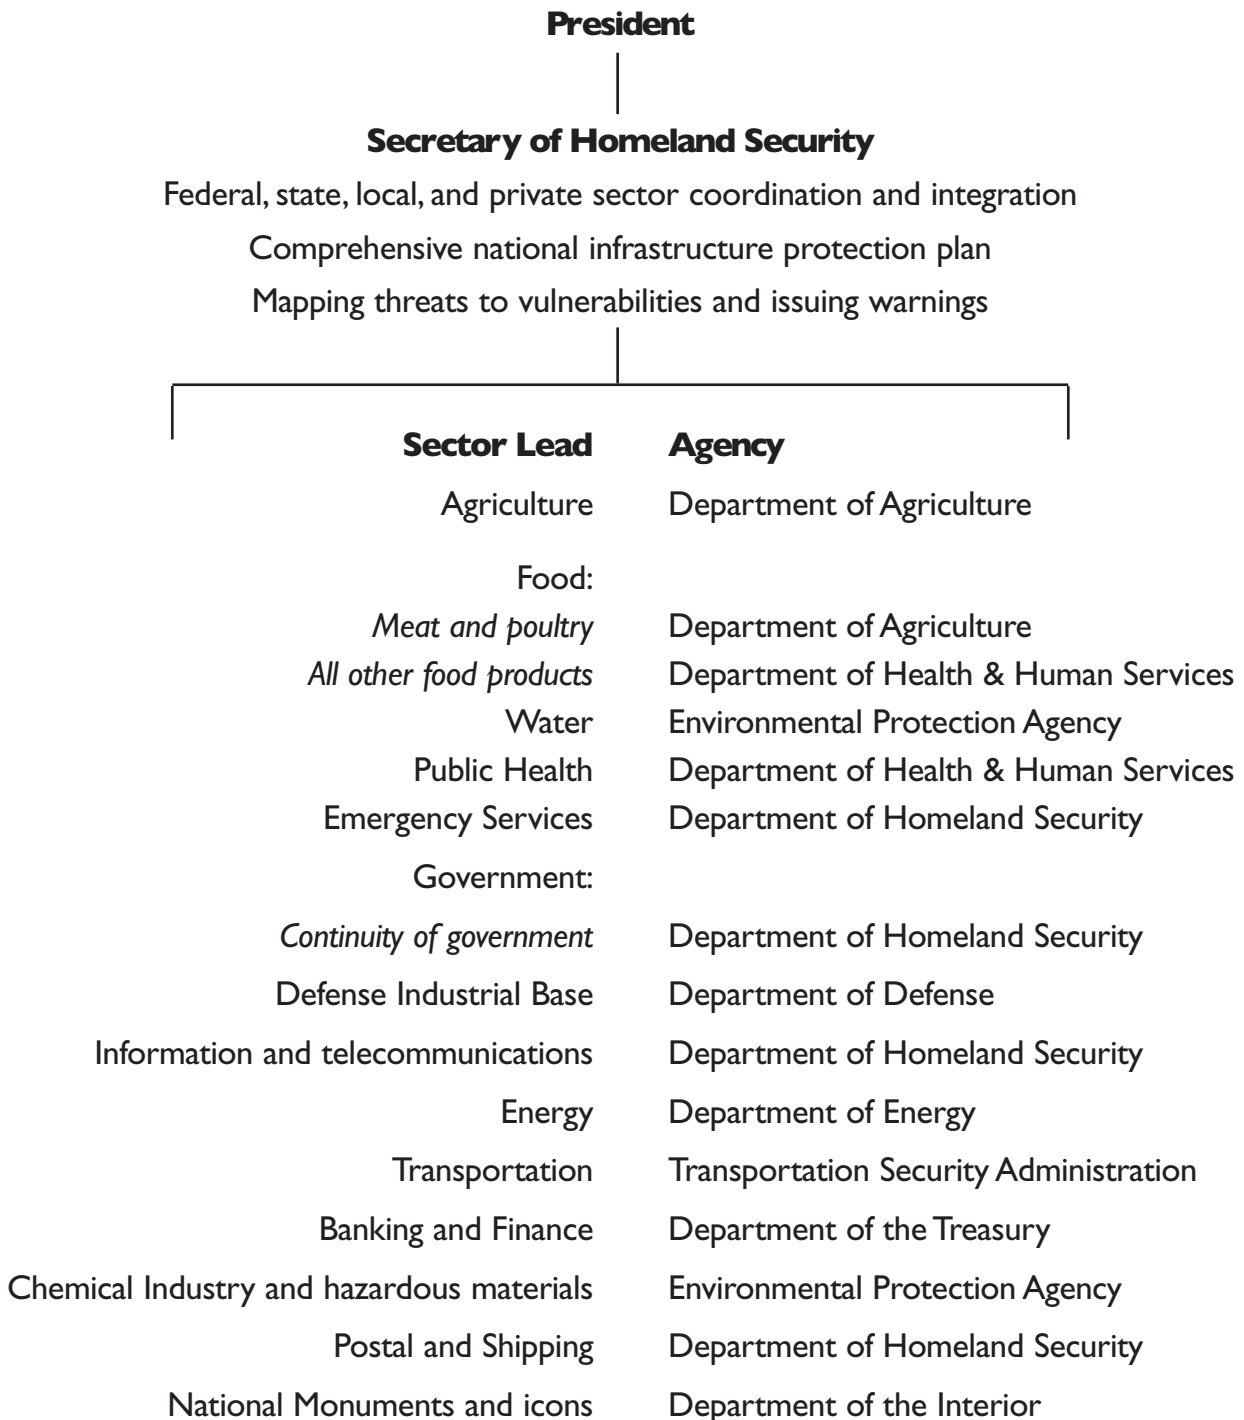 President
Secretary of Homeland Security
Federal, state, local, and private sector coordination and integration
Comprehensive national infrastructure protection plan
Mapping threats to vulnerabilities and issuing warnings
Sector Lead Agency
Agriculture Department of Agriculture
Food:
Meat and poultry Department of Agriculture
All other food products Department of Health & Human Services
Water Environmental Protection Agency
Public Health Department of Health & Human Services
Emergency Services Department of Homeland Security
Government:
Continuity of government Department of Homeland Security
Defense Industrial Base Department of Defense
Information and telecommunications Department of Homeland Security
Energy Department of Energy
Transportation Transportation Security Administration
Banking and Finance Department of the Treasury
Chemical Industry and hazardous materials Environmental Protection Agency
Postal and Shipping Department of Homeland Security
National Monuments and icons Department of the Interior